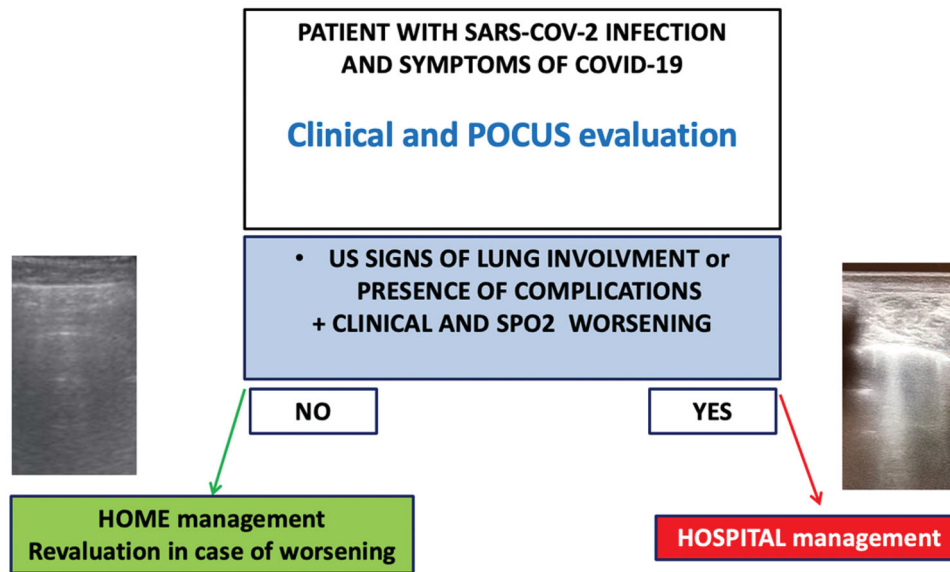 PATIENT WITH SARS-COV-2 INFECTION
AND SYMPTOMS OF COVID-19
Clinical and POCUS evaluation
• US SIGNS OF LUNG INVOLVMENT or
PRESENCE OF COMPLICATIONS
+ CLINICAL AND SPO2 WORSENING
NO
YES
HOME management
Revaluation in case of worsening
HOSPITAL management